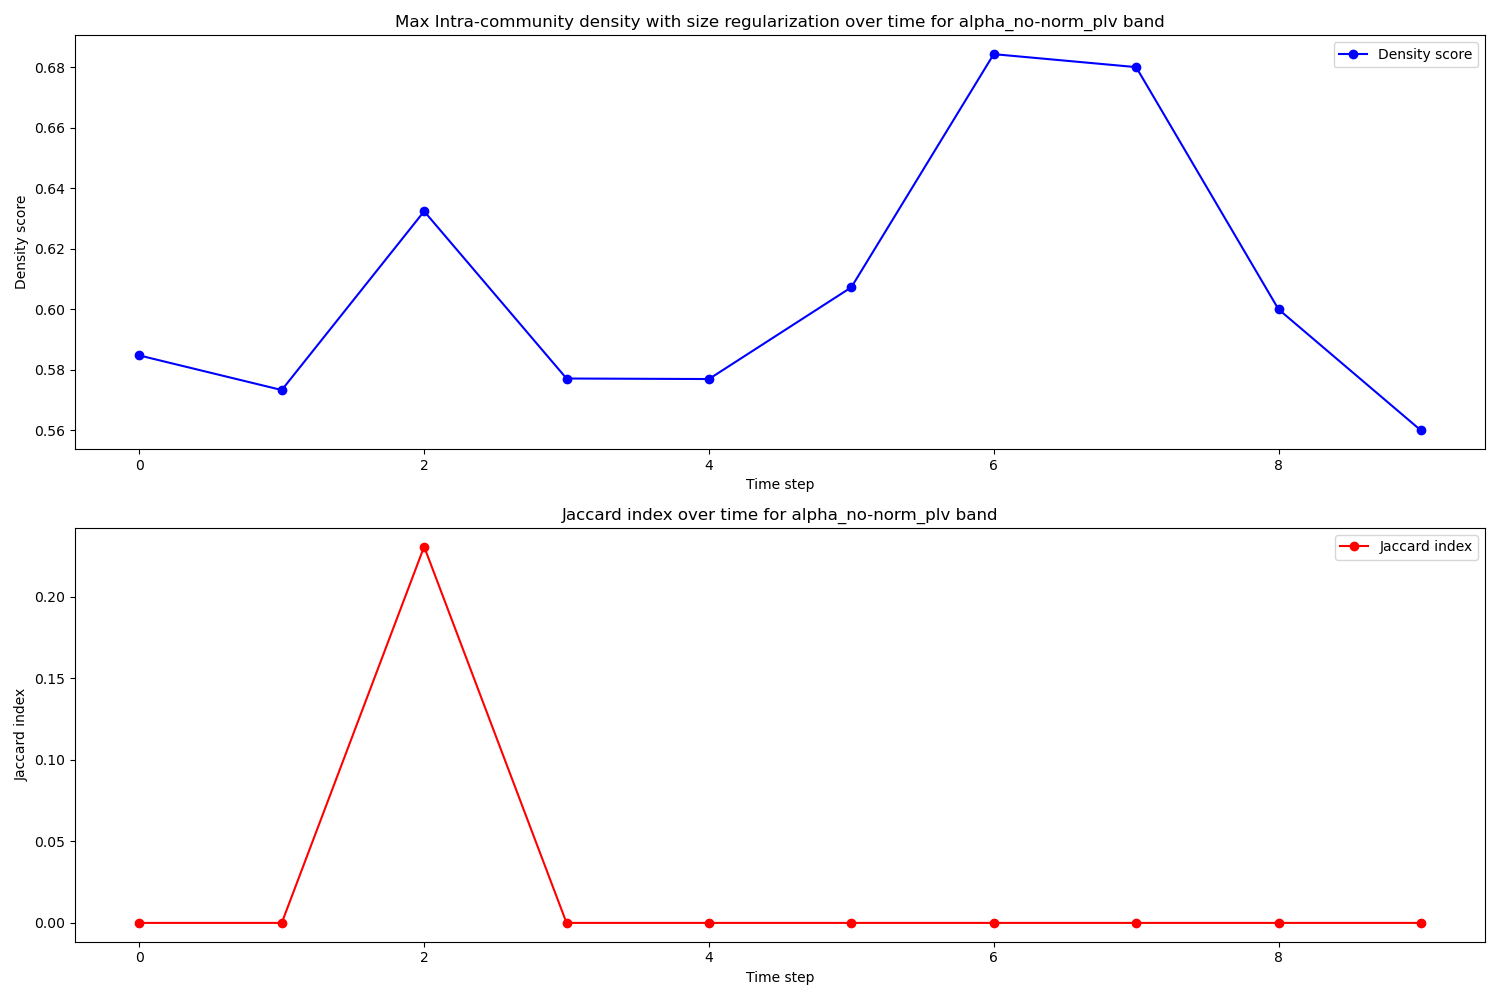 Max Intra-community density with size regularization over time for alpha_no-norm_plv band
Density score
0.68
0.66
0.64
0.62
0.60
0.58
0.56
Density score
0 2 4 6 8
Time step
Jaccard index over time for alpha_no-norm_plv band
Jaccard index
0.20
0.15
0.10
0.05
0.00
Jaccard index
0 2 4 6 8
Time step